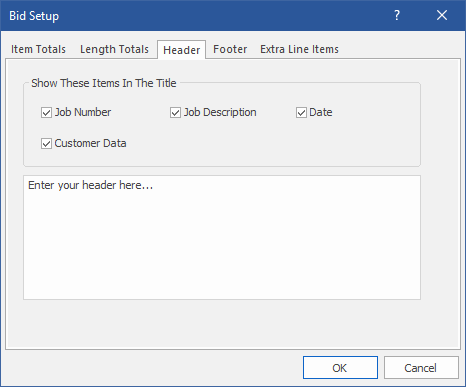 Bid Setup
?
Item Totals Length Totals Header Footer Extra Line Items
Show These Items In The Title
Job Number Job Description Date
Customer Data
Enter your header here...
OK Cancel